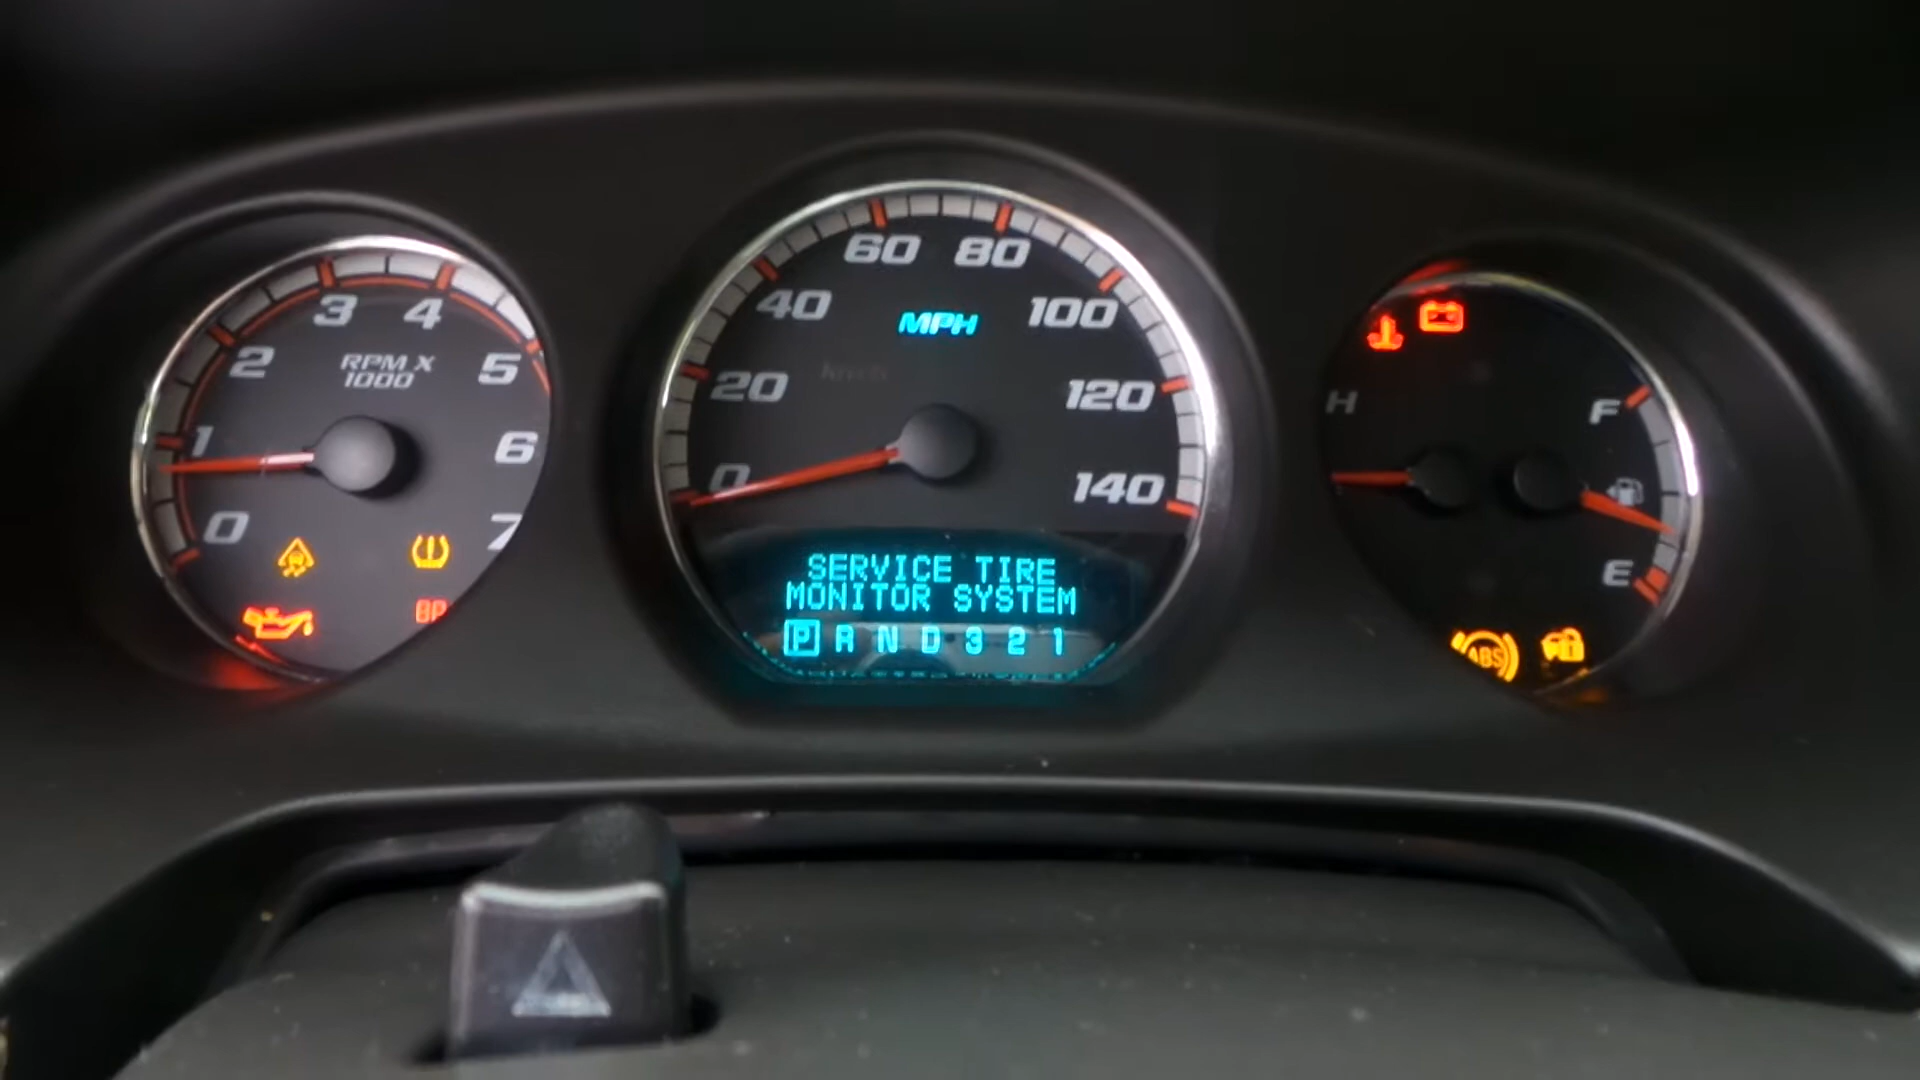 60 80
40 100
MPH
3 4
2 5
RPM X
1000
20 120
F
H
1 6
0 140
0 7
SERVICE TIRE
MONITOR SYSTEM
E
P R N D 3 2 1
ABS